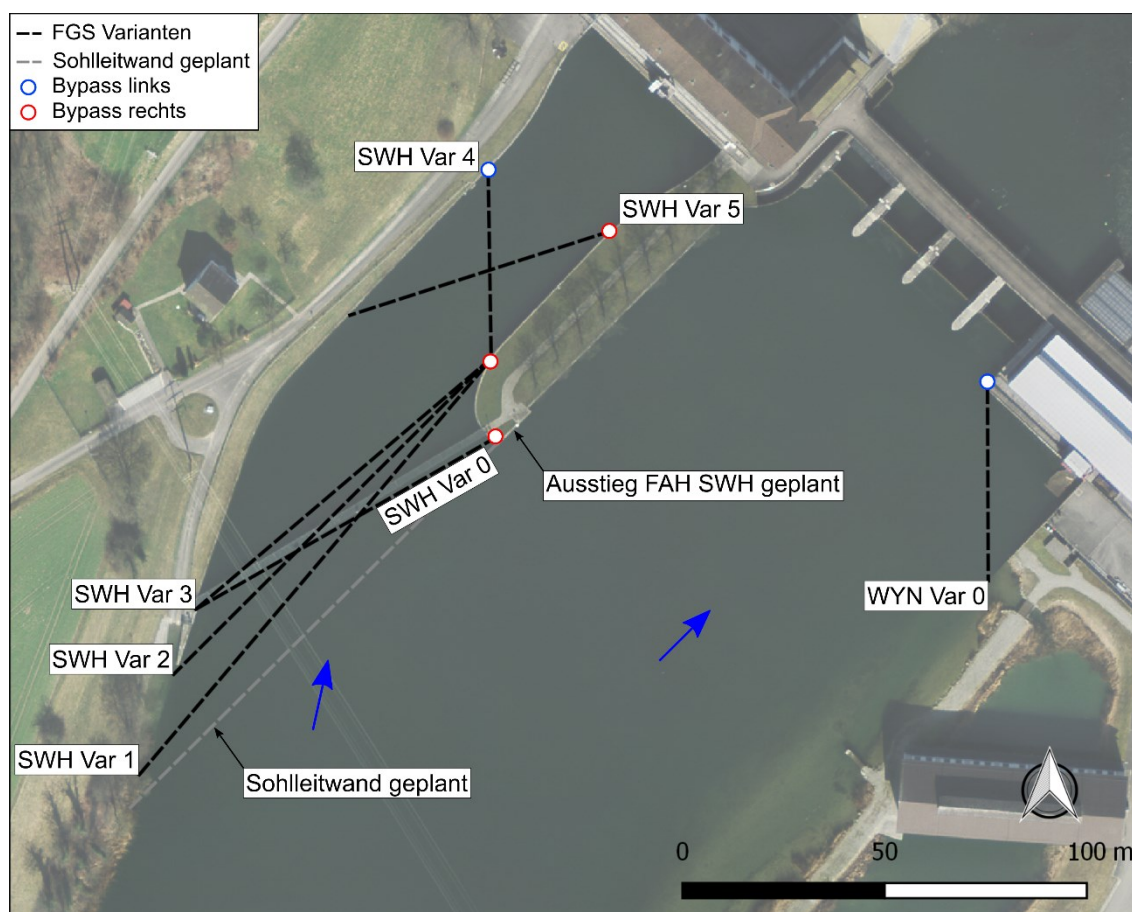 FGS Varianten
Sohlleitwand geplant
Bypass links
Bypass rechts
SWH Var 4
SWH Var 5
SWH Var 0
Ausstieg FAH SWH geplant
SWH Var 3
WYN Var 0
SWH Var 2
SWH Var 1
Sohlleitwand geplant
0
50
100 m